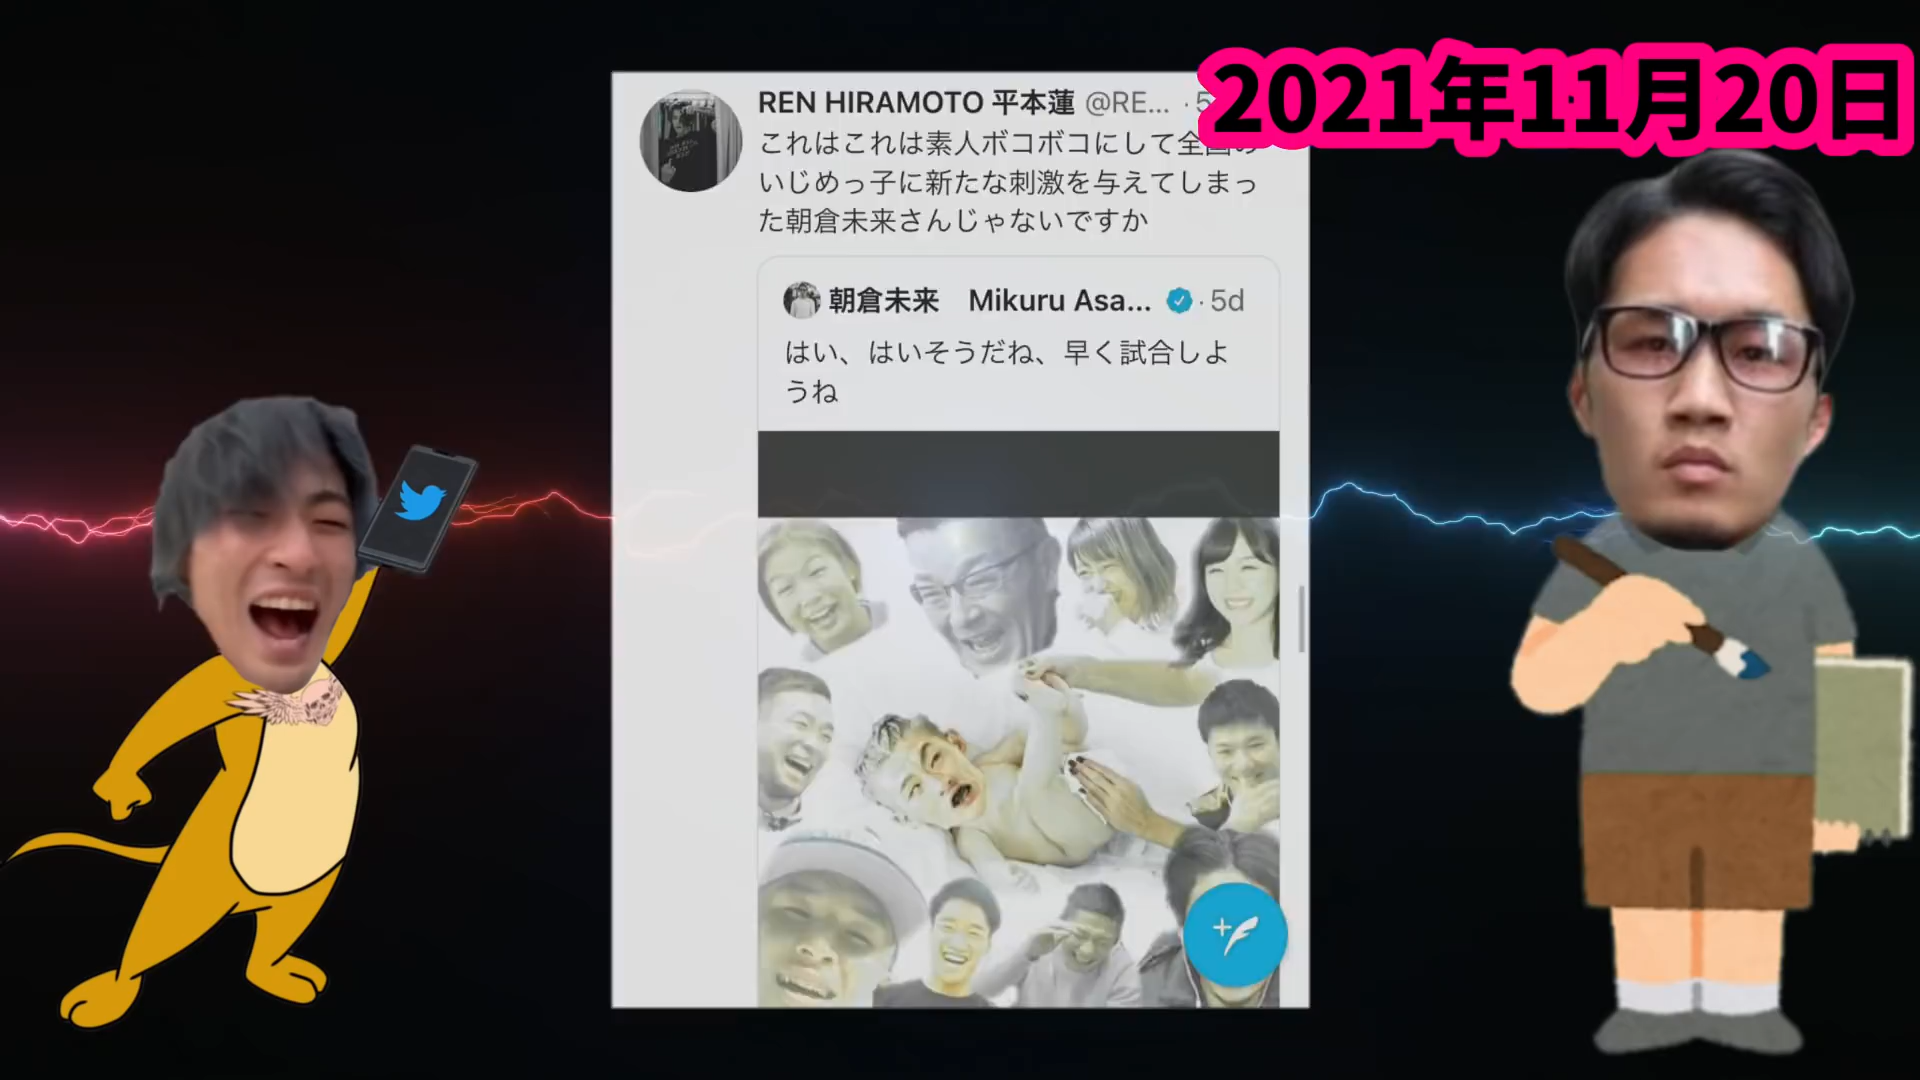 2021年11月20日
REN HIRAMOTO 平本蓮 @RE... ·
これはこれは素人ボコボコにして全国の
いじめっ子に新たな刺激を与えてしまっ
た朝倉未来さんじゃないですか
朝倉未来 Mikuru Asa... · 5d
はい、はいそうだね、早く試合しよ
うね